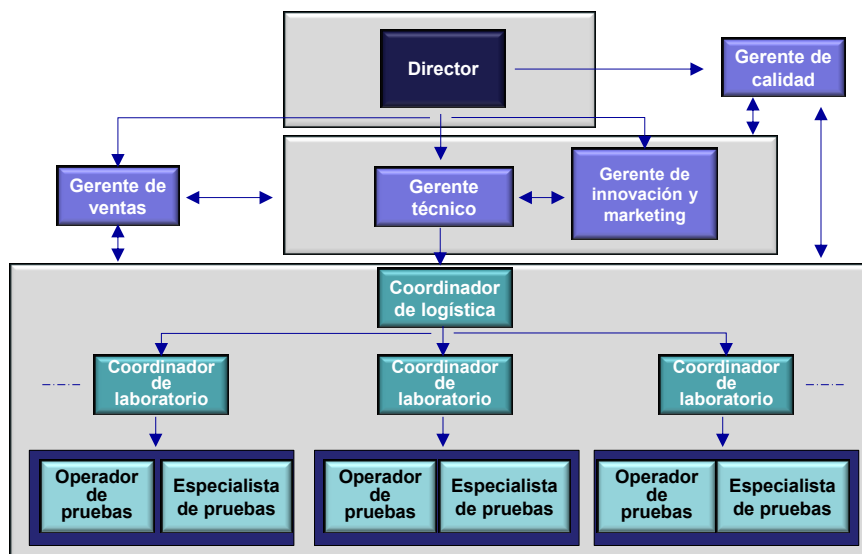 Director
Gerente de
calidad
Gerente de
ventas
Gerente
técnico
Gerente de
innovación y
marketing
Coordinador
de logística
Coordinador
de
laboratorio
Coordinador
de
laboratorio
Coordinador
de
laboratorio
Operador
de
pruebas
Especialista
de pruebas
Operador
de
pruebas
Especialista
de pruebas
Operador
de
pruebas
Especialista
de pruebas